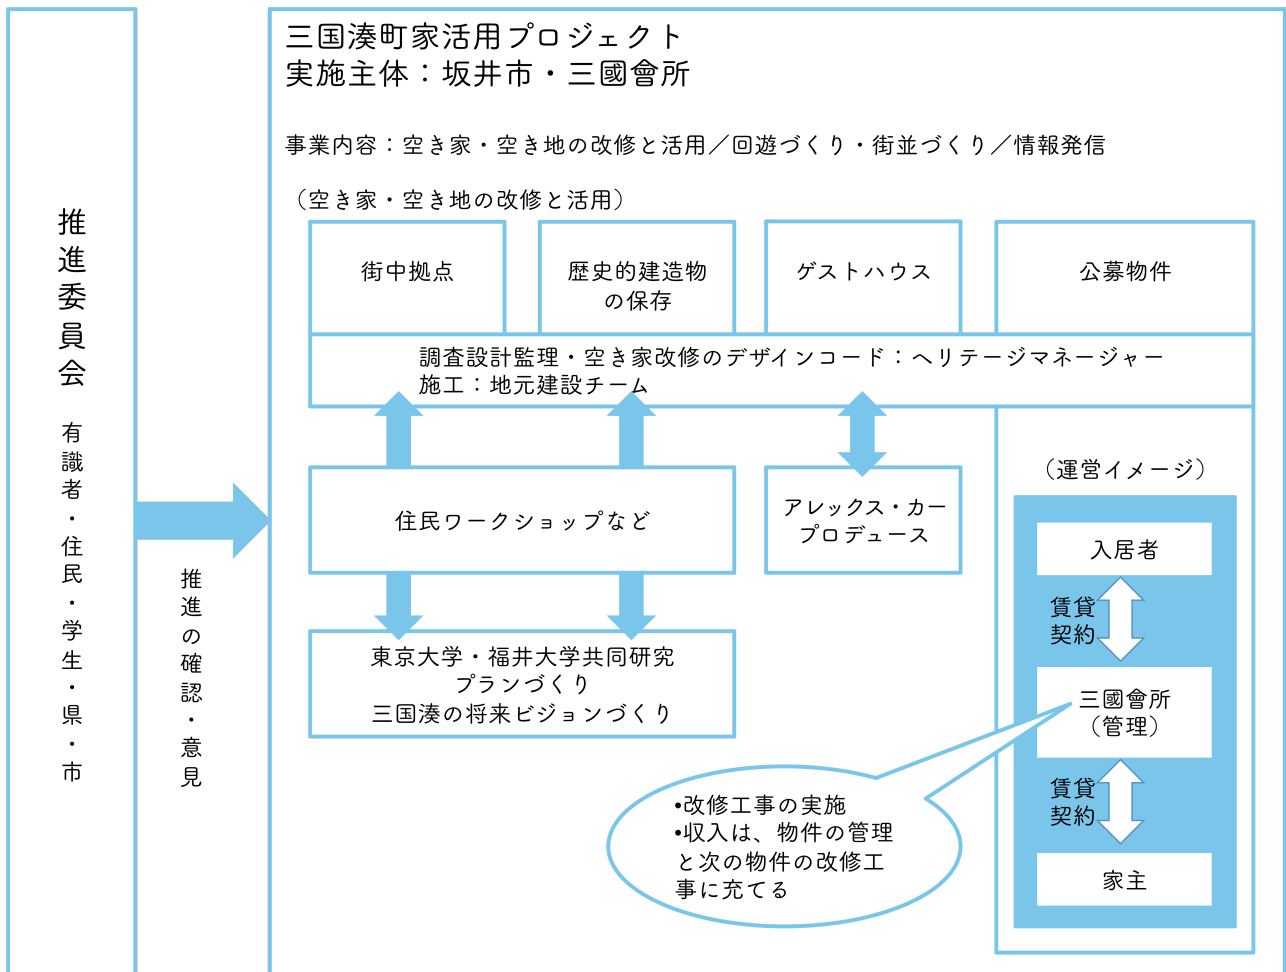 推進委員会
有識者・住民・学生・県・市
推進の確認・意見
三国湊町家活用プロジェクト
実施主体：坂井市・三國會所
事業内容：空き家・空き地の改修と活用／回遊づくり・街並づくり／情報発信
（空き家・空き地の改修と活用）
街中拠点
歴史的建造物
の保存
ゲストハウス
公募物件
調査設計監理・空き家改修のデザインコード：ヘリテージマネージャー
施工：地元建設チーム
住民ワークショップなど
アレックス・カー
プロデュース
東京大学・福井大学共同研究
プランづくり
三国湊の将来ビジョンづくり
（運営イメージ）
入居者
賃貸
契約
三國會所
（管理）
賃貸
契約
家主
•改修工事の実施
•収入は、物件の管理
と次の物件の改修工
事に充てる